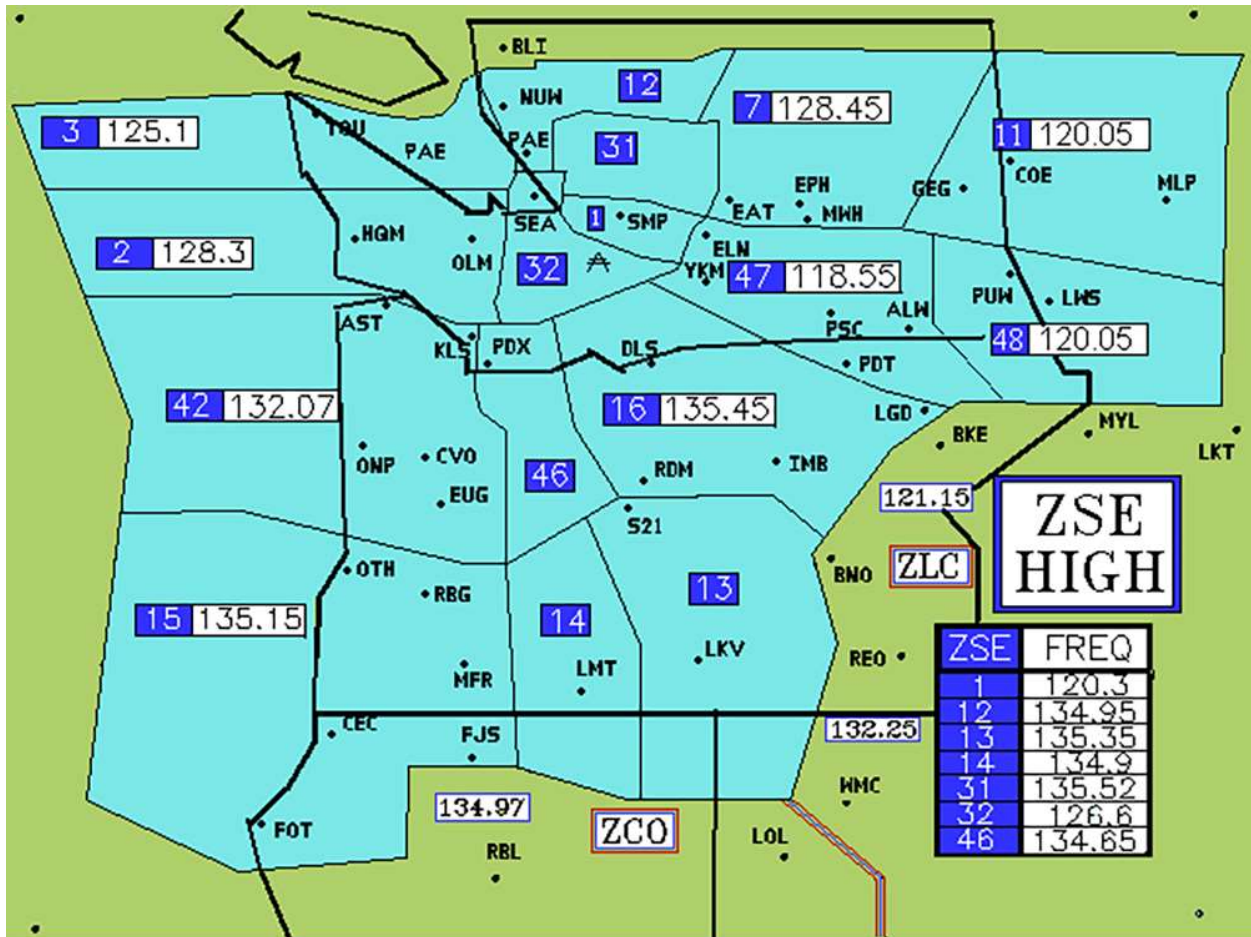 BLI
NUW
12
7 128.45
3 125.1
TOU
PAE
PAE
31
11 120.05
COE
MLP
GEG
EPH
MWH
EAT
SEA
1
SMP
HQM
OLM
2 128.3
32
ELN
YKM
47 118.55
PUW
LWS
AST
PSC
ALW
KLS
PDX
DLS
48 120.05
PDT
42 132.07
16 135.45
LGD
BKE
MYL
LKT
ONP
CVO
EUG
46
RDM
IMB
S21
121.15
ZSE
HIGH
OTH
RBG
BNO
ZLC
13
15 135.15
14
MFR
LMT
LKV
REO
ZSE FREQ
1 120.3
12 134.95
13 135.35
14 134.9
31 135.52
32 126.6
46 134.65
CEC
FJS
132.25
134.97
ZCO
WMC
FOT
RBL
LOL